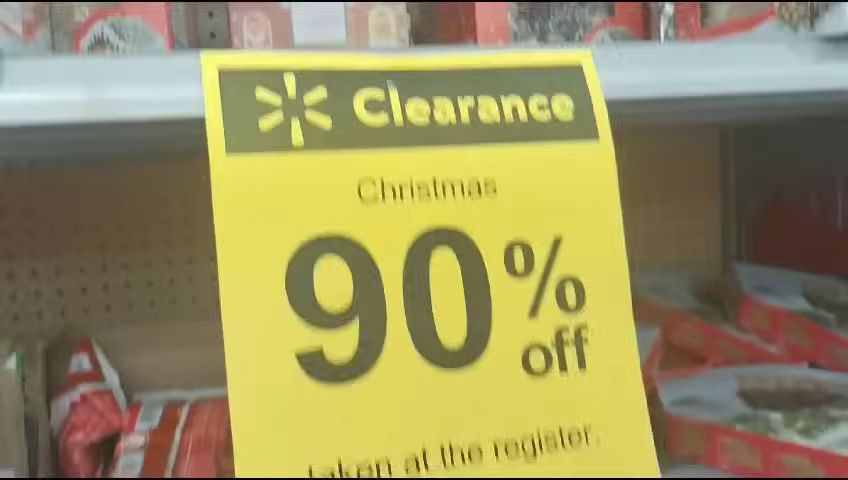 Clearance
Christmas
90%
off
taken at the register.